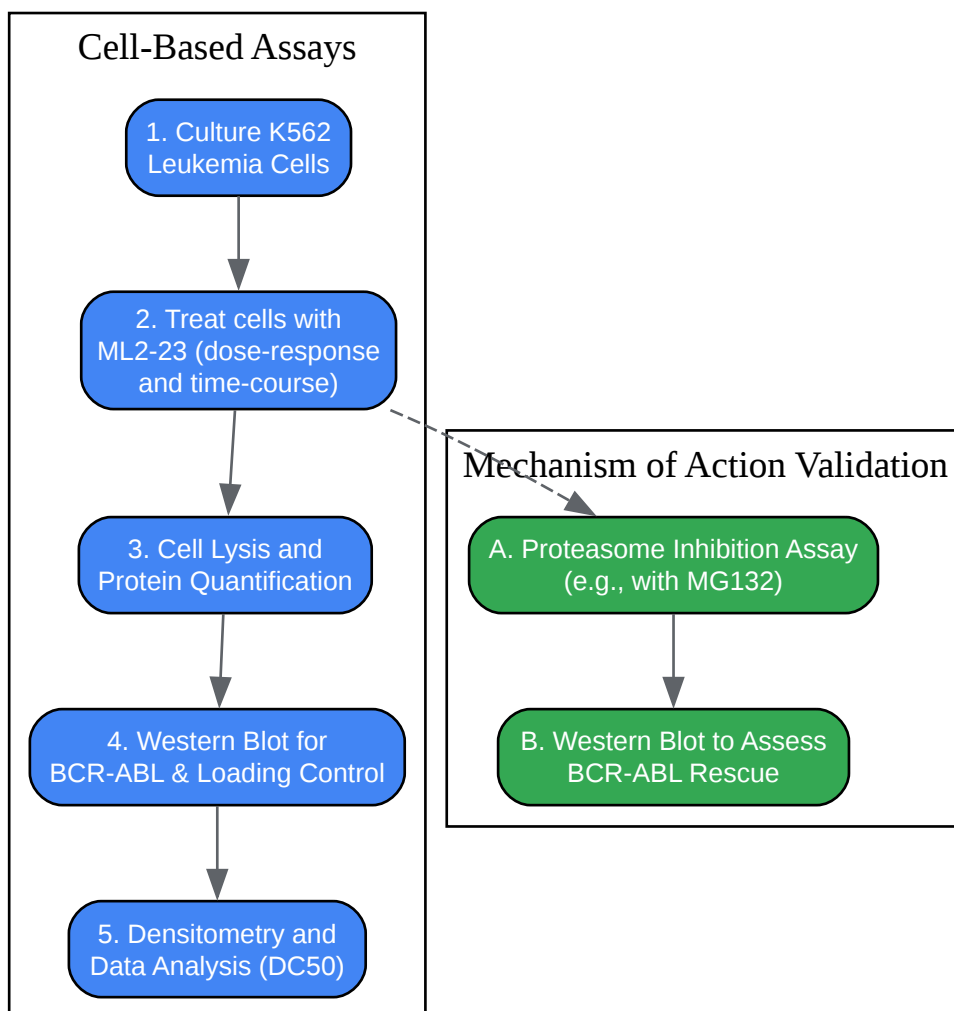 Cell-Based Assays
1. Culture K562
Leukemia Cells
2. Treat cells with
ML2-23 (dose-response
and time-course)
3. Cell Lysis and
Protein Quantification
4. Western Blot for
BCR-ABL & Loading Control
5. Densitometry and
Data Analysis (DC50)
Mechanism of Action Validation
A. Proteasome Inhibition Assay
(e.g., with MG132)
B. Western Blot to Assess
BCR-ABL Rescue